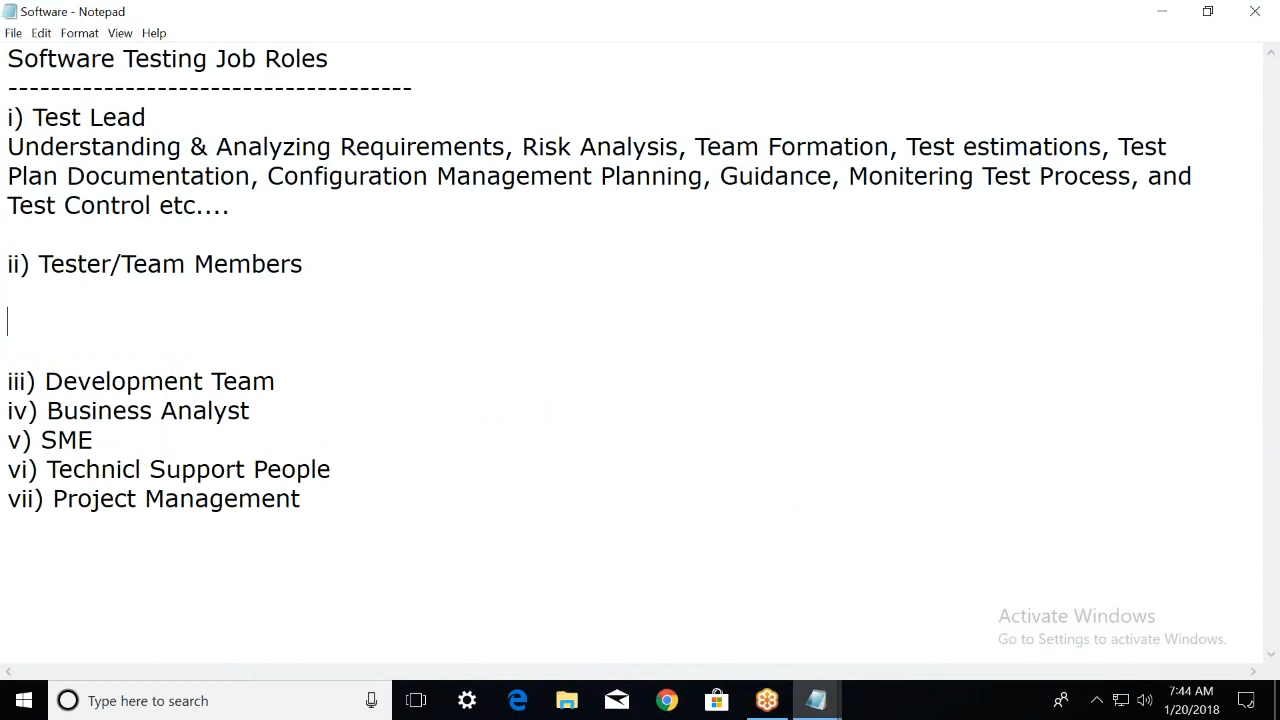 Software - Notepad
File Edit Format View Help
Software Testing Job Roles
--------------------------------------
i) Test Lead
Understanding & Analyzing Requirements, Risk Analysis, Team Formation, Test estimations, Test
Plan Documentation, Configuration Management Planning, Guidance, Monitering Test Process, and
Test Control etc....
ii) Tester/Team Members
iii) Development Team
iv) Business Analyst
v) SME
vi) Technicl Support People
vii) Project Management
Activate Windows
Go to Settings to activate Windows.
Type here to search
7:44 AM
1/20/2018